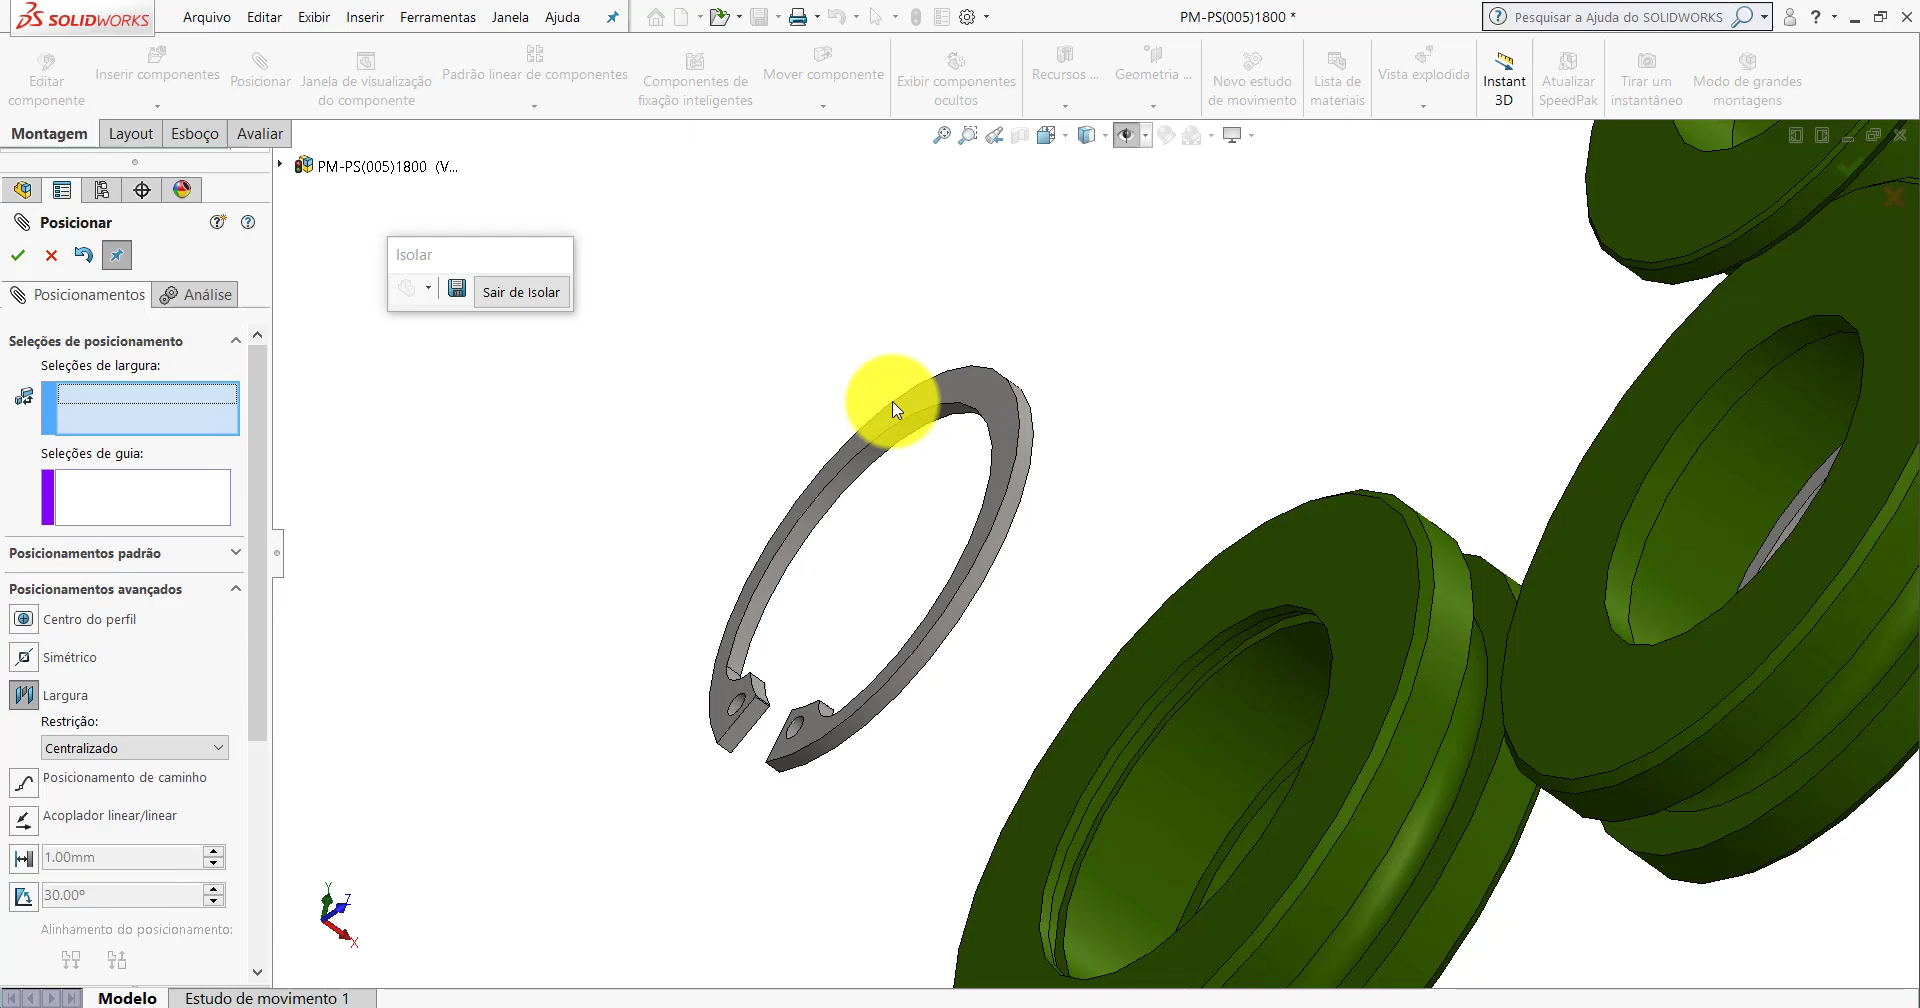 SOLIDWORKS
Arquivo Editar Exibir Inserir Ferramentas Janela Ajuda
PM-PS(005)1800 *
Pesquisar a Ajuda do SOLIDWORKS
Editar componente
Inserir componentes
Posicionar
Janela de visualização do componente
Padrão linear de componentes
Componentes de fixação inteligentes
Mover componente
Exibir componentes ocultos
Recursos ...
Geometria ...
Novo estudo de movimento
Lista de materiais
Vista explodida
Instant 3D
Atualizar SpeedPak
Tirar um instantâneo
Modo de grandes montagens
Montagem Layout Esboço Avaliar
PM-PS(005)1800 (V...
Posicionar
Isolar
Sair de Isolar
Posicionamentos Análise
Seleções de posicionamento
Seleções de largura:
Seleções de guia:
Posicionamentos padrão
Posicionamentos avançados
Centro do perfil
Simétrico
Largura
Restrição:
Centralizado
Posicionamento de caminho
Acoplador linear/linear
1.00mm
30.00º
Alinhamento do posicionamento:
Y
Z
X
Modelo Estudo de movimento 1